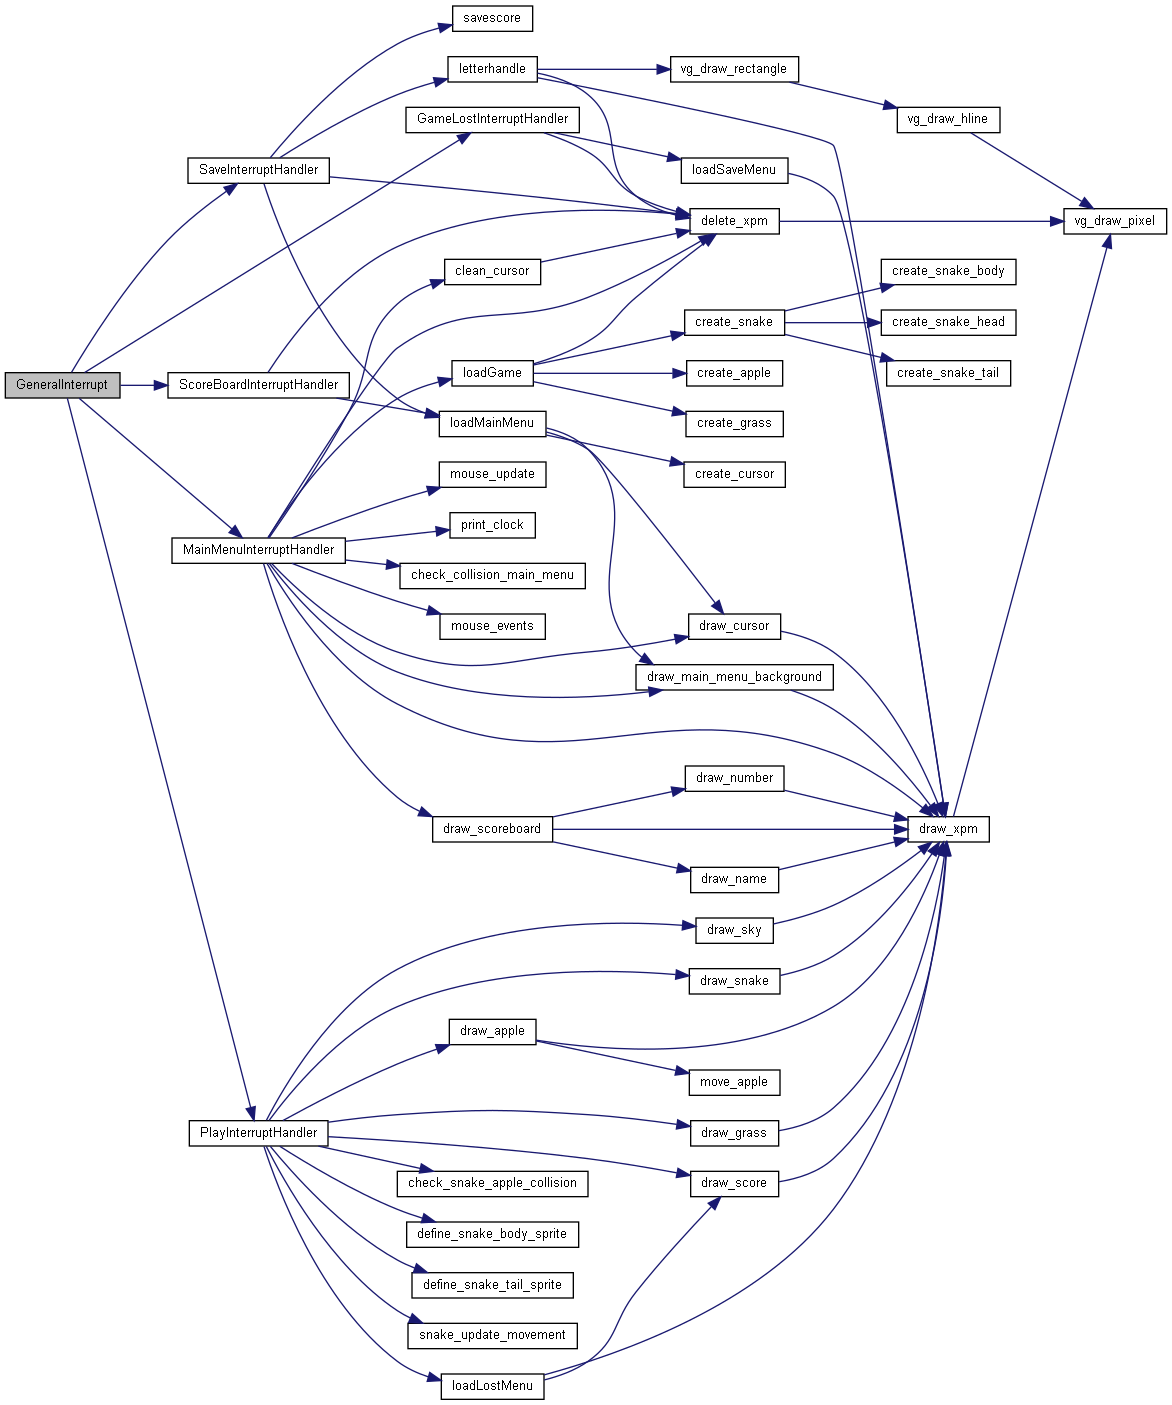 savescore
letterhandle
vg_draw_rectangle
GameLostInterruptHandler
vg_draw_hline
SaveInterruptHandler
loadSaveMenu
delete_xpm
vg_draw_pixel
clean_cursor
create_snake_body
create_snake
create_snake_head
GeneralInterrupt
ScoreBoardInterruptHandler
loadGame
create_apple
create_snake_tail
loadMainMenu
create_grass
mouse_update
create_cursor
print_clock
MainMenuInterruptHandler
check_collision_main_menu
mouse_events
draw_cursor
draw_main_menu_background
draw_number
draw_scoreboard
draw_xpm
draw_name
draw_sky
draw_snake
draw_apple
move_apple
PlayInterruptHandler
draw_grass
check_snake_apple_collision
draw_score
define_snake_body_sprite
define_snake_tail_sprite
snake_update_movement
loadLostMenu